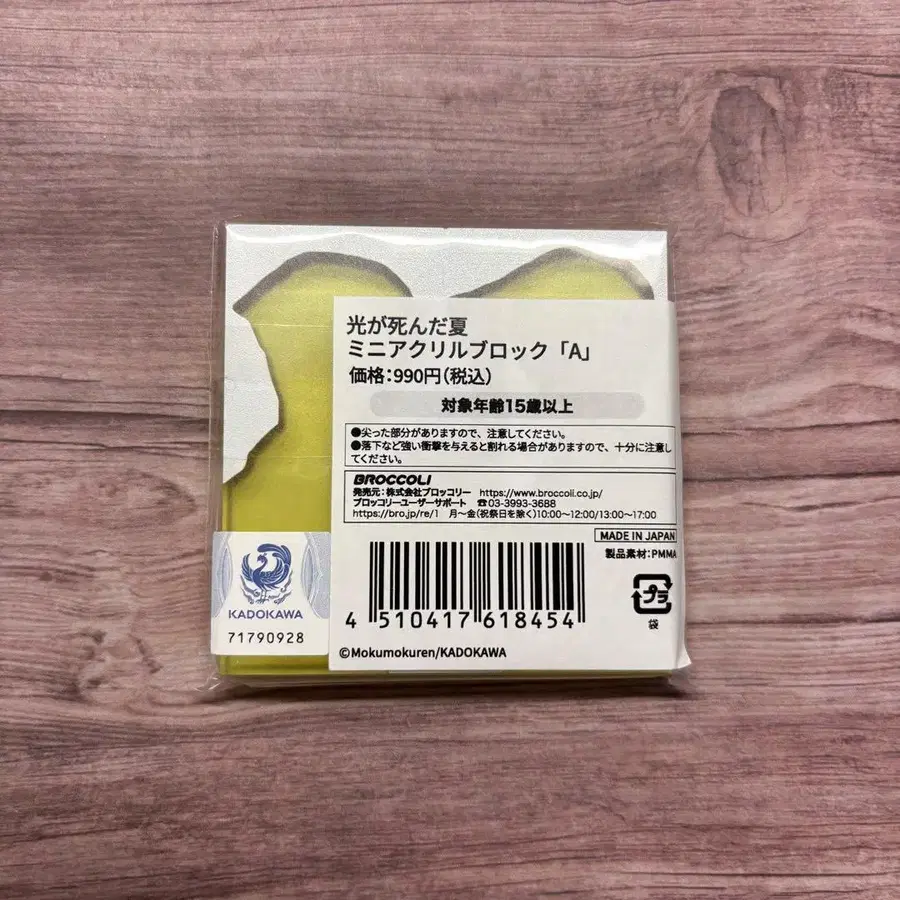 光が死んだ夏
ミニアクリルブロック「A」
価格:990円(税込)
対象年齢15歳以上
●尖った部分がありますので、注意してください。
●落下など強い衝撃を与えると割れる場合がありますので、十分に注意し
てください。
BROCCOLI
発売元:株式会社ブロッコリー https://www.broccoli.co.jp/
ブロッコリーユーザーサポート ☎03-3993-3688
https://bro.jp/re/1 月〜金(祝祭日を除く)10:00〜12:00/13:00〜17:00
MADE IN JAPAN
製品素材:PMMA
プラ
袋
4 510417 618454
©Mokumokuren/KADOKAWA
KADOKAWA
71790928